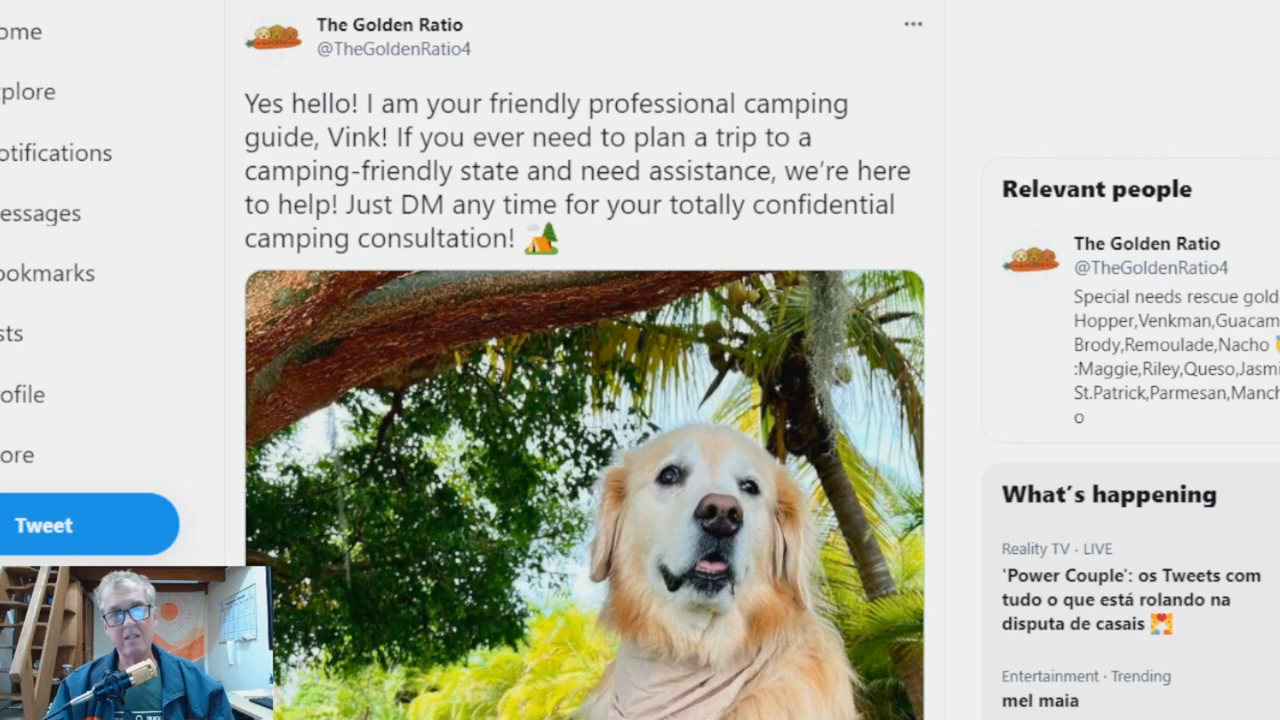 ome
plore
otifications
essages
ookmarks
sts
ofile
ore
Tweet
The Golden Ratio
@TheGoldenRatio4
Yes hello! I am your friendly professional camping
guide, Vink! If you ever need to plan a trip to a
camping-friendly state and need assistance, we're here
to help! Just DM any time for your totally confidential
camping consultation! 🏕️
Relevant people
The Golden Ratio
@TheGoldenRatio4
Special needs rescue gold
Hopper,Venkman,Guacam
Brody,Remoulade,Nacho
:Maggie,Riley,Queso,Jasmi
St.Patrick,Parmesan,Manch
o
What's happening
Reality TV · LIVE
'Power Couple': os Tweets com
tudo o que está rolando na
disputa de casais
Entertainment · Trending
mel maia